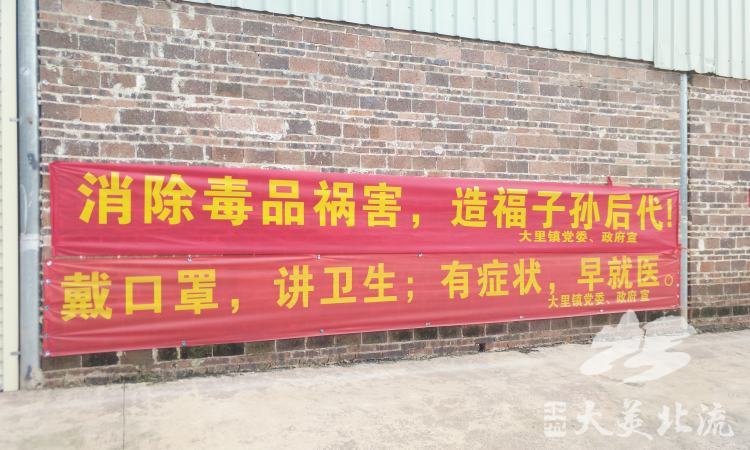 消除毒品祸害，造福子孙后代！
大里镇党委、政府宣
戴口罩，讲卫生；有症状，早就医。
大里镇党委、政府宣
大美北流